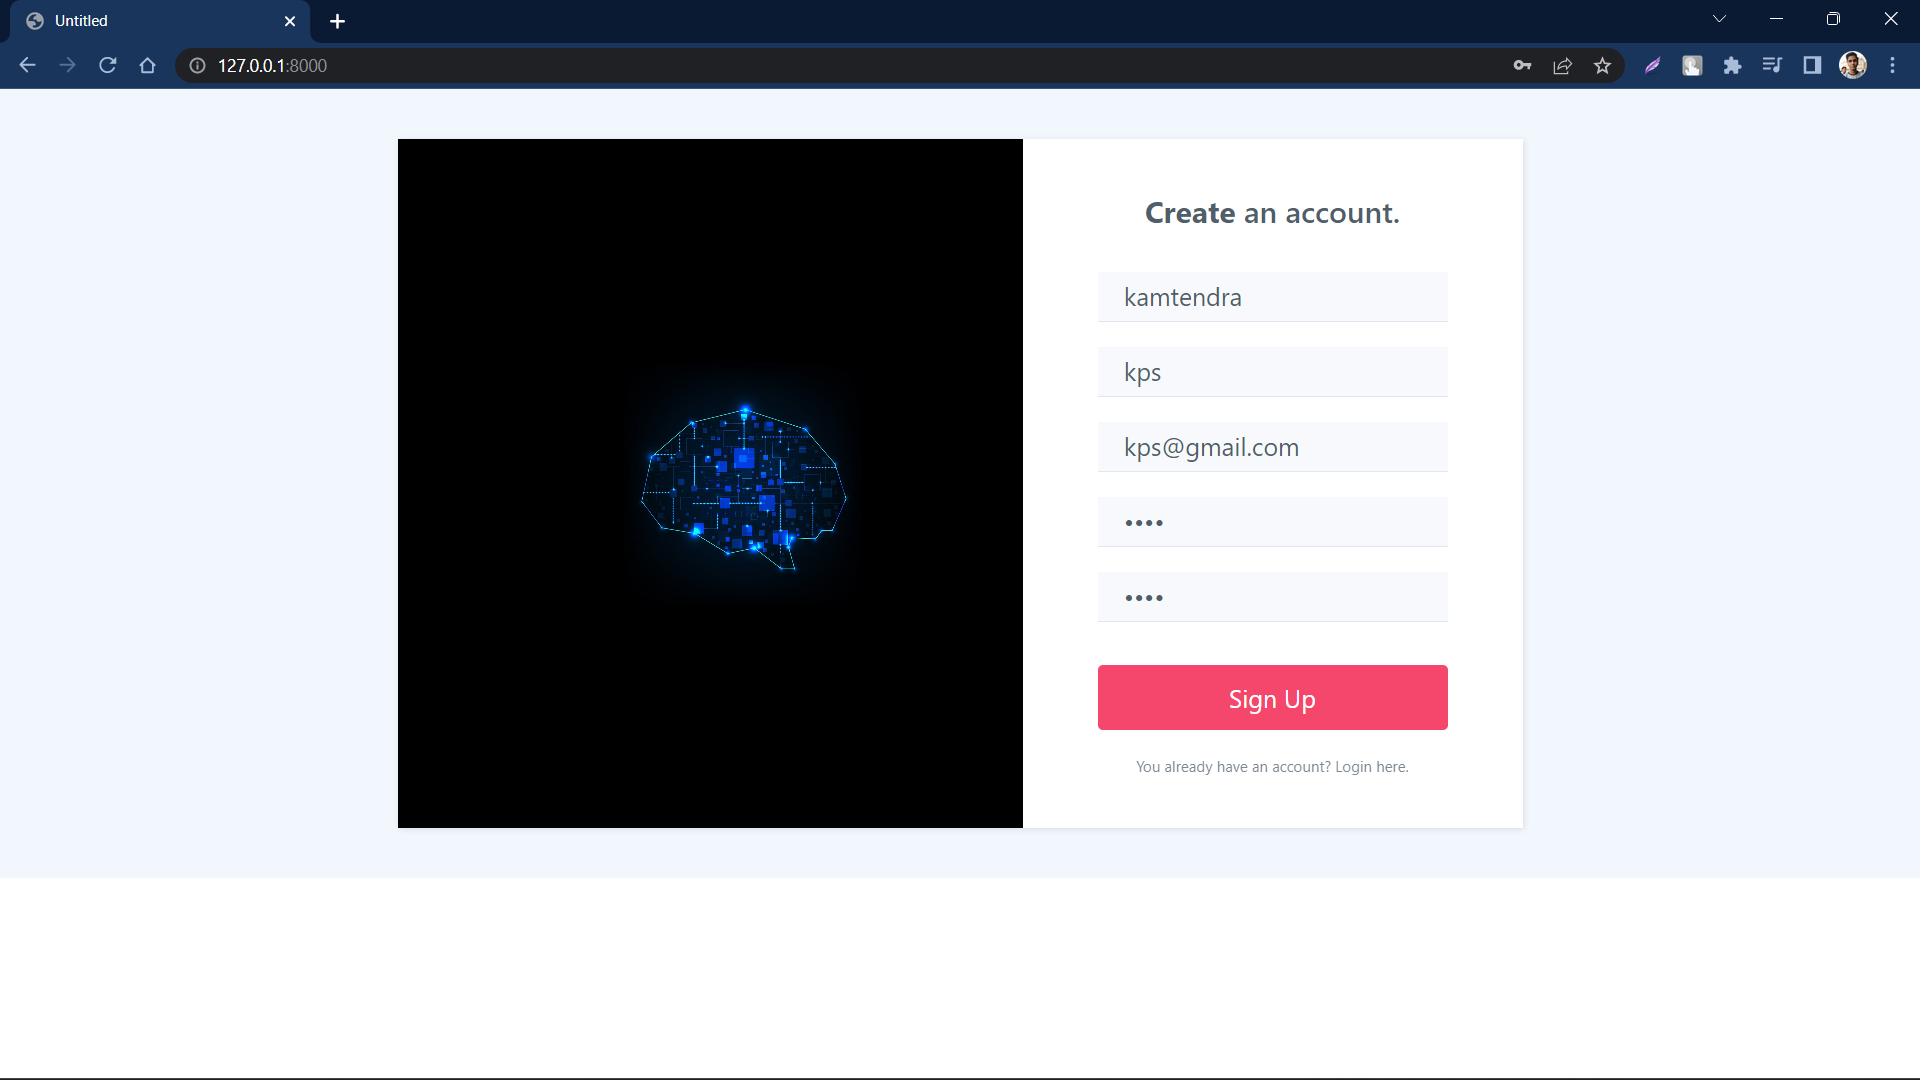 Untitled
127.0.0.1:8000
Create an account.
kamtendra
kps
kps@gmail.com
••••
••••
Sign Up
You already have an account? Login here.